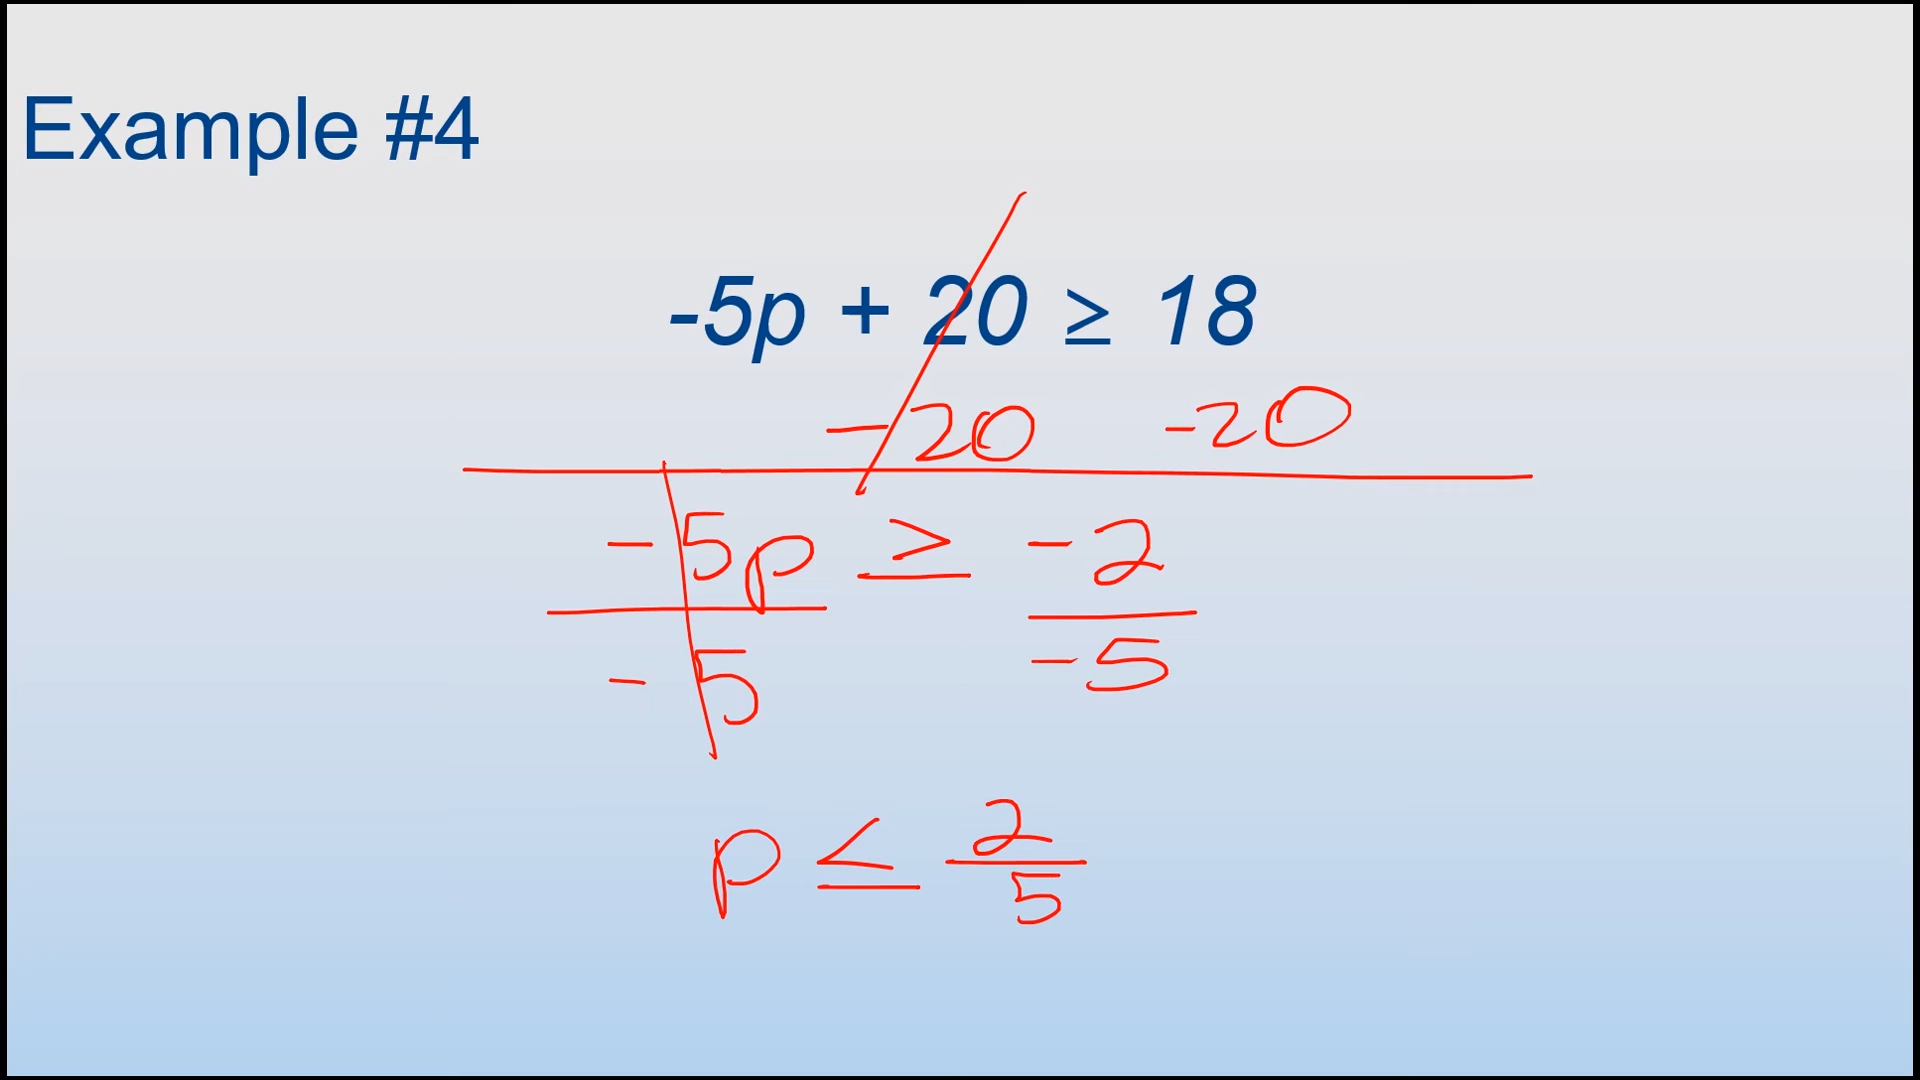 Example #4
-5p + 20 ≥ 18
-20 -20
-5p ≥ -2
-5 -5
p ≤ 2
5